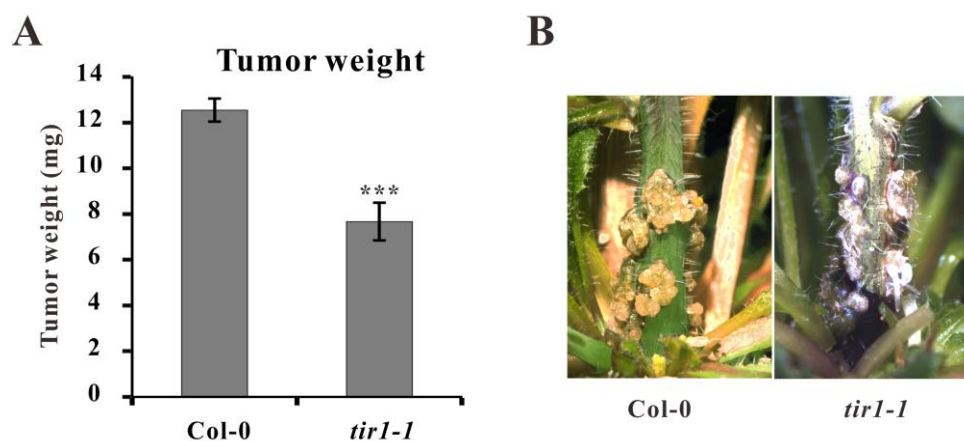 A
B
Tumor weight
14
12
10
8
6
4
2
0
Tumor weight (mg)
***
Col-0
tir1-1
Col-0
tir1-1